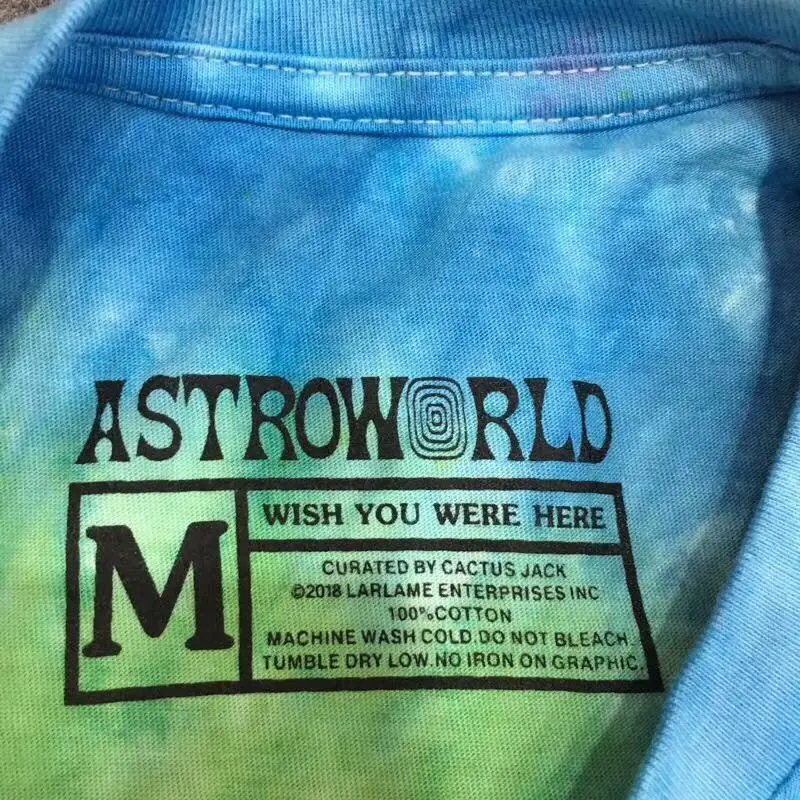 ASTROWORLD
M
WISH YOU WERE HERE
CURATED BY CACTUS JACK
©2018 LARLAME ENTERPRISES INC
100%COTTON
MACHINE WASH COLD.DO NOT BLEACH.
TUMBLE DRY LOW.NO IRON ON GRAPHIC.